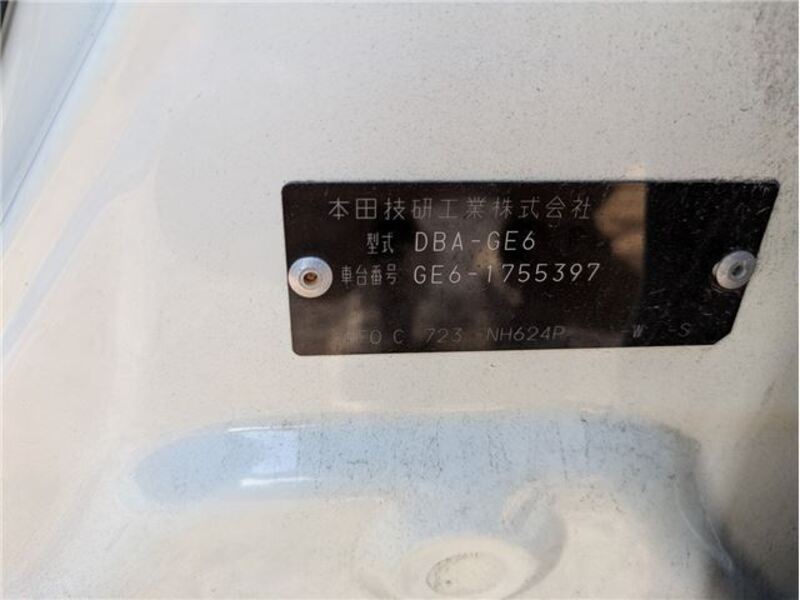 本田技研工業株式会社
型式 DBA-GE6
車台番号 GE6-1755397
C 723 NH624P -W -S